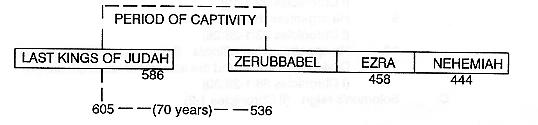 PERIOD OF CAPTIVITY
LAST KINGS OF JUDAH
586
ZERUBBABEL
EZRA
458
NEHEMIAH
444
605 — — (70 years) — — 536